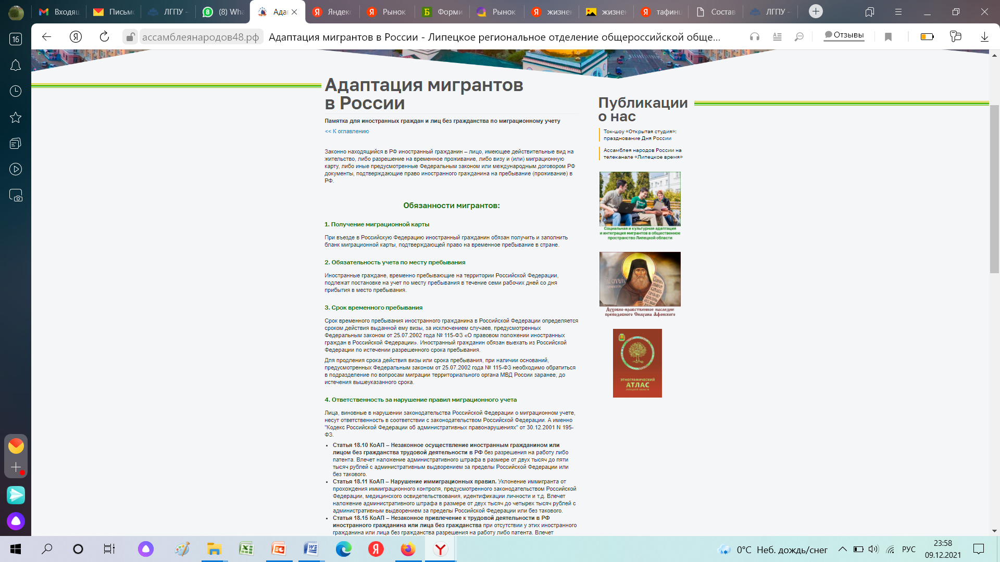 16
Входящ
Письмо
ЛГПУ -
(8) Wha
Адап
Яндекс
Рынок
Форми
Рынок
жизнен
жизнен
тафинц
Состав
ЛГПУ -
ассамблеянародов48.рф
Адаптация мигрантов в России - Липецкое региональное отделение общероссийской обще...
Отзывы
Адаптация мигрантов
в России
Памятка для иностранных граждан и лиц без гражданства по миграционному учету
<< К оглавлению
Законно находящийся в РФ иностранный гражданин – лицо, имеющее действительные вид на
жительство, либо разрешение на временное проживание, либо визу и (или) миграционную
карту, либо иные предусмотренные Федеральным законом или международным договором РФ
документы, подтверждающие право иностранного гражданина на пребывание (проживание) в
РФ.
Обязанности мигрантов:
1. Получение миграционной карты
При въезде в Российскую Федерацию иностранный гражданин обязан получить и заполнить
бланк миграционной карты, подтверждающей право на временное пребывание в стране.
2. Обязательность учета по месту пребывания
Иностранные граждане, временно пребывающие на территории Российской Федерации,
подлежат постановке на учет по месту пребывания в течение семи рабочих дней со дня
прибытия в место пребывания.
3. Срок временного пребывания
Срок временного пребывания иностранного гражданина в Российской Федерации определяется
сроком действия выданной ему визы, за исключением случаев, предусмотренных
Федеральным законом от 25.07.2002 года № 115-ФЗ «О правовом положении иностранных
граждан в Российской Федерации». Иностранный гражданин обязан выехать из Российской
Федерации по истечении разрешенного срока пребывания.
Для продления срока действия визы или срока пребывания, при наличии оснований,
предусмотренных Федеральным законом от 25.07.2002 года № 115-ФЗ необходимо обратиться
в подразделение по вопросам миграции территориального органа МВД России заранее, до
истечения вышеуказанного срока.
4. Ответственность за нарушение правил миграционного учета
Лица, виновные в нарушении законодательства Российской Федерации о миграционном учете,
несут ответственность в соответствии с законодательством Российской Федерации. А именно
"Кодекс Российской Федерации об административных правонарушениях" от 30.12.2001 N 195-
ФЗ.
• Статья 18.10 КоАП – Незаконное осуществление иностранным гражданином или
лицом без гражданства трудовой деятельности в РФ без разрешения на работу либо
патента. Влечет наложение административного штрафа в размере от двух тысяч до пяти
тысяч рублей с административным выдворением за пределы Российской Федерации или
без такового.
• Статья 18.11 КоАП – Нарушение иммиграционных правил. Уклонение иммигранта от
прохождения иммиграционного контроля, предусмотренного законодательством Российской
Федерации, медицинского освидетельствования, идентификации личности и т.д. Влечет
наложение административного штрафа в размере от двух тысяч до четырех тысяч рублей с
административным выдворением за пределы Российской Федерации или без такового.
• Статья 18.15 КоАП – Незаконное привлечение к трудовой деятельности в РФ
иностранного гражданина или лица без гражданства при отсутствии у этих иностранного
гражданина или лица без гражданства разрешения на работу либо патента. Влечет
Публикации
о нас
Ток-шоу «Открытая студия»:
празднование Дня России
Ассамблея народов России на
телеканале «Липецкое время»
Социальная и культурная адаптация
и интеграция мигрантов в общественное
пространство Липецкой области
Духовно-нравственное наследие
преподобного Силуана Афонского
ЭТНОГРАФИЧЕСКИЙ
АТЛАС
ЛИПЕЦКОЙ ОБЛАСТИ
0°C Неб. дождь/снег
РУС
23:58
09.12.2021